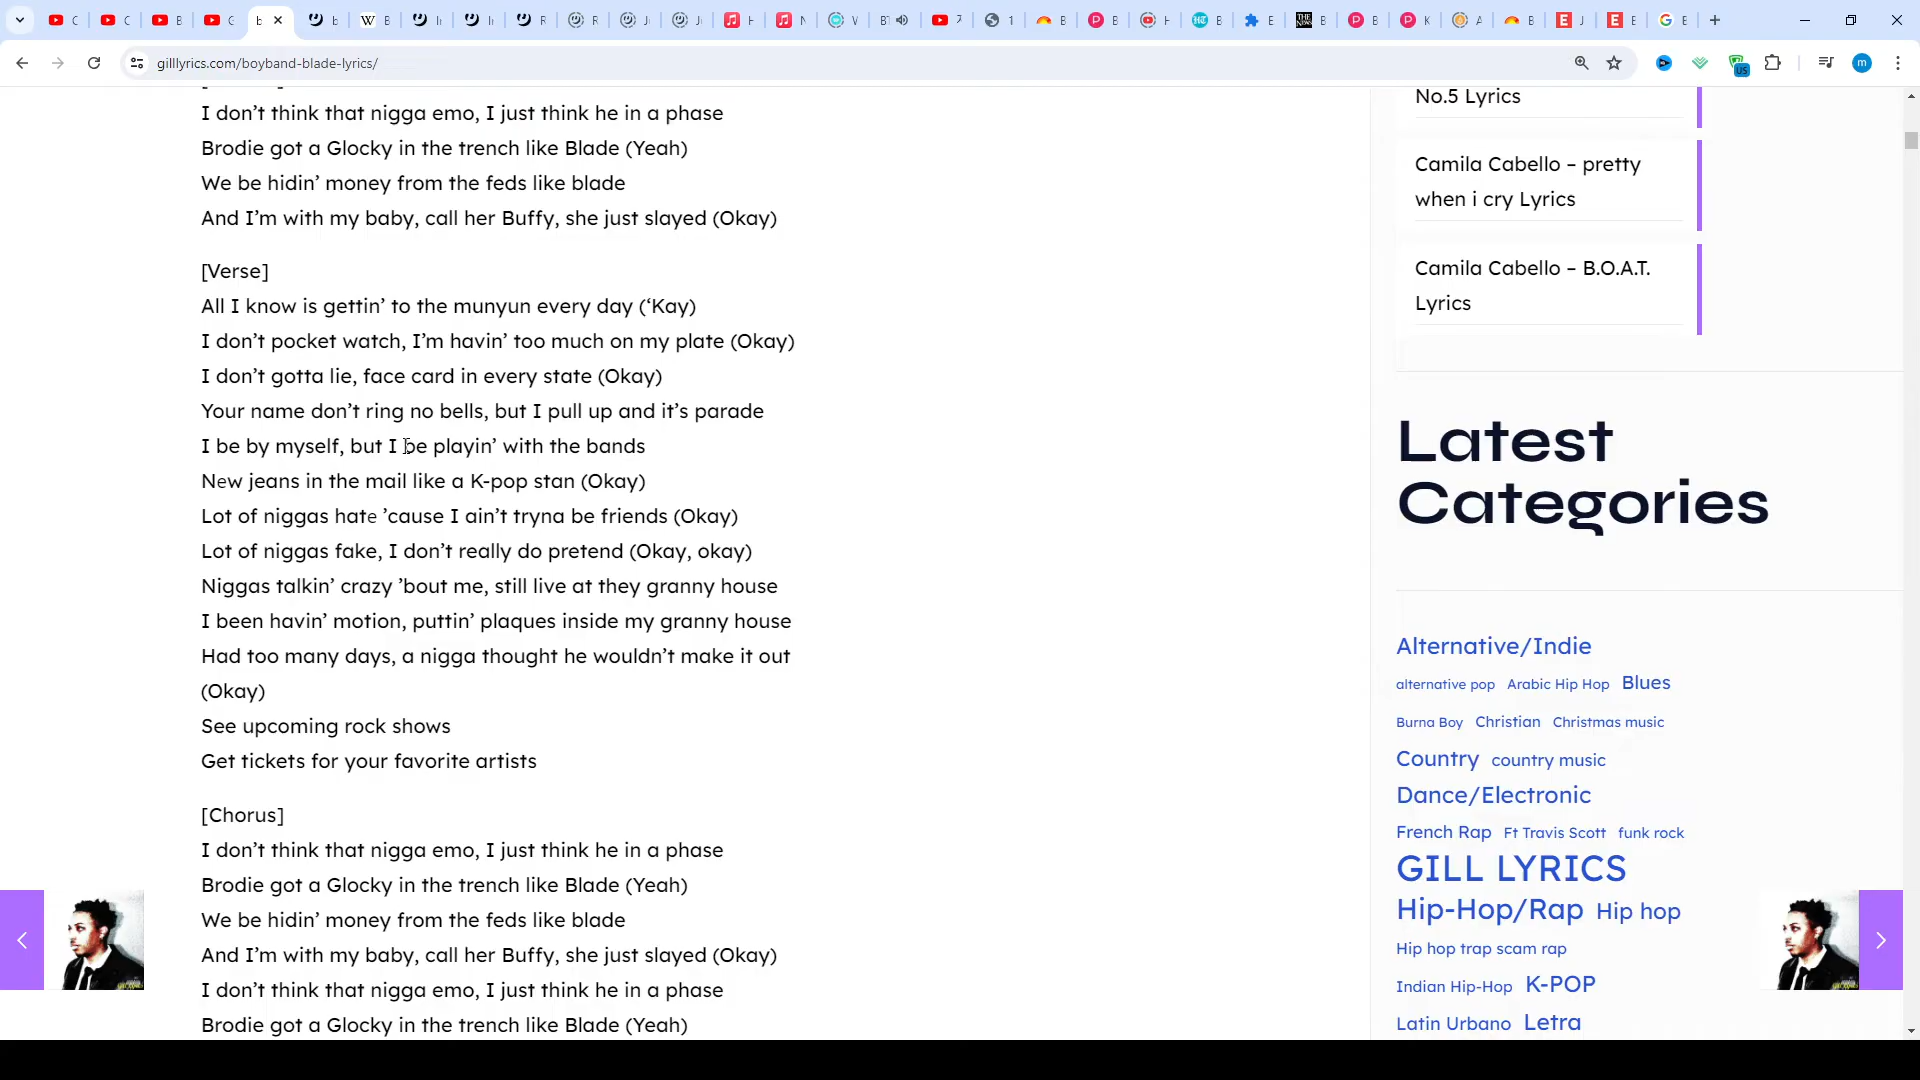 gilllyrics.com/boyband-blade-lyrics/
I don’t think that nigga emo, I just think he in a phase
Brodie got a Glocky in the trench like Blade (Yeah)
We be hidin’ money from the feds like blade
And I’m with my baby, call her Buffy, she just slayed (Okay)
[Verse]
All I know is gettin’ to the munyun every day (‘Kay)
I don’t pocket watch, I’m havin’ too much on my plate (Okay)
I don’t gotta lie, face card in every state (Okay)
Your name don’t ring no bells, but I pull up and it’s parade
I be by myself, but I be playin’ with the bands
New jeans in the mail like a K-pop stan (Okay)
Lot of niggas hate ’cause I ain’t tryna be friends (Okay)
Lot of niggas fake, I don’t really do pretend (Okay, okay)
Niggas talkin’ crazy ’bout me, still live at they granny house
I been havin’ motion, puttin’ plaques inside my granny house
Had too many days, a nigga thought he wouldn’t make it out
(Okay)
See upcoming rock shows
Get tickets for your favorite artists
[Chorus]
I don’t think that nigga emo, I just think he in a phase
Brodie got a Glocky in the trench like Blade (Yeah)
We be hidin’ money from the feds like blade
And I’m with my baby, call her Buffy, she just slayed (Okay)
I don’t think that nigga emo, I just think he in a phase
Brodie got a Glocky in the trench like Blade (Yeah)
No.5 Lyrics
Camila Cabello – pretty
when i cry Lyrics
Camila Cabello – B.O.A.T.
Lyrics
Latest
Categories
Alternative/Indie
alternative pop Arabic Hip Hop Blues
Burna Boy Christian Christmas music
Country country music
Dance/Electronic
French Rap Ft Travis Scott funk rock
GILL LYRICS
Hip-Hop/Rap Hip hop
Hip hop trap scam rap
Indian Hip-Hop K-POP
Latin Urbano Letra